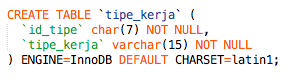 CREATE TABLE `tipe_kerja` (
`id_tipe` char(7) NOT NULL,
`tipe_kerja` varchar(15) NOT NULL
) ENGINE=InnoDB DEFAULT CHARSET=latin1;